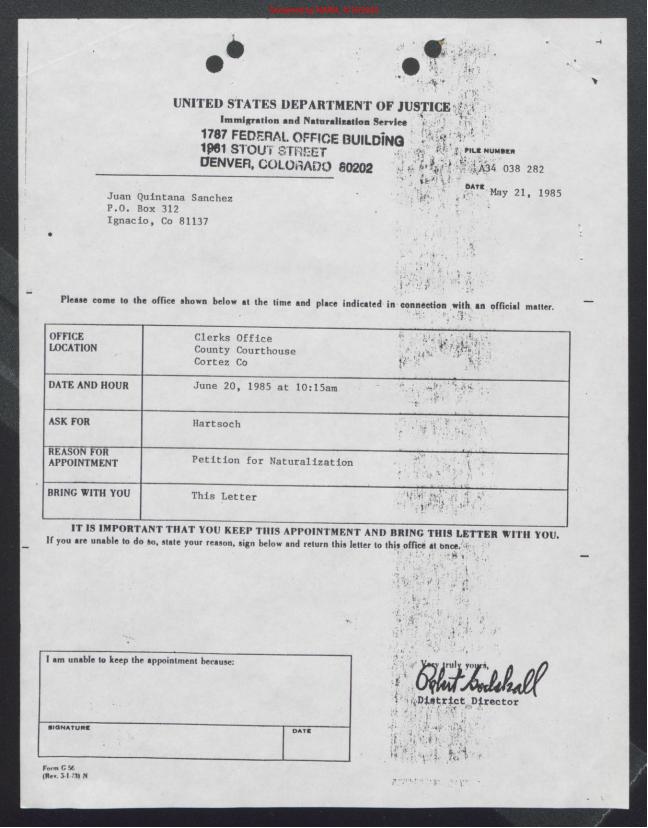 UNITED STATES DEPARTMENT OF JUSTICE
Immigration and Naturalization Service
1787 FEDERAL OFFICE BUILDING
1961 STOUT STREET
DENVER, COLORADO 80202
FILE NUMBER
A34 038 282
DATE May 21, 1985
Juan Quintana Sanchez
P.O. Box 312
Ignacio, Co 81137
Please come to the office shown below at the time and place indicated in connection with an official matter.
OFFICE LOCATION
Clerks Office
County Courthouse
Cortez Co
DATE AND HOUR
June 20, 1985 at 10:15am
ASK FOR
Hartsoch
REASON FOR APPOINTMENT
Petition for Naturalization
BRING WITH YOU
This Letter
IT IS IMPORTANT THAT YOU KEEP THIS APPOINTMENT AND BRING THIS LETTER WITH YOU.
If you are unable to do so, state your reason, sign below and return this letter to this office at once.
I am unable to keep the appointment because:
SIGNATURE
DATE
Very truly yours,
Robert Godshall
District Director
Form G-56
(Rev. 5-1-73) N